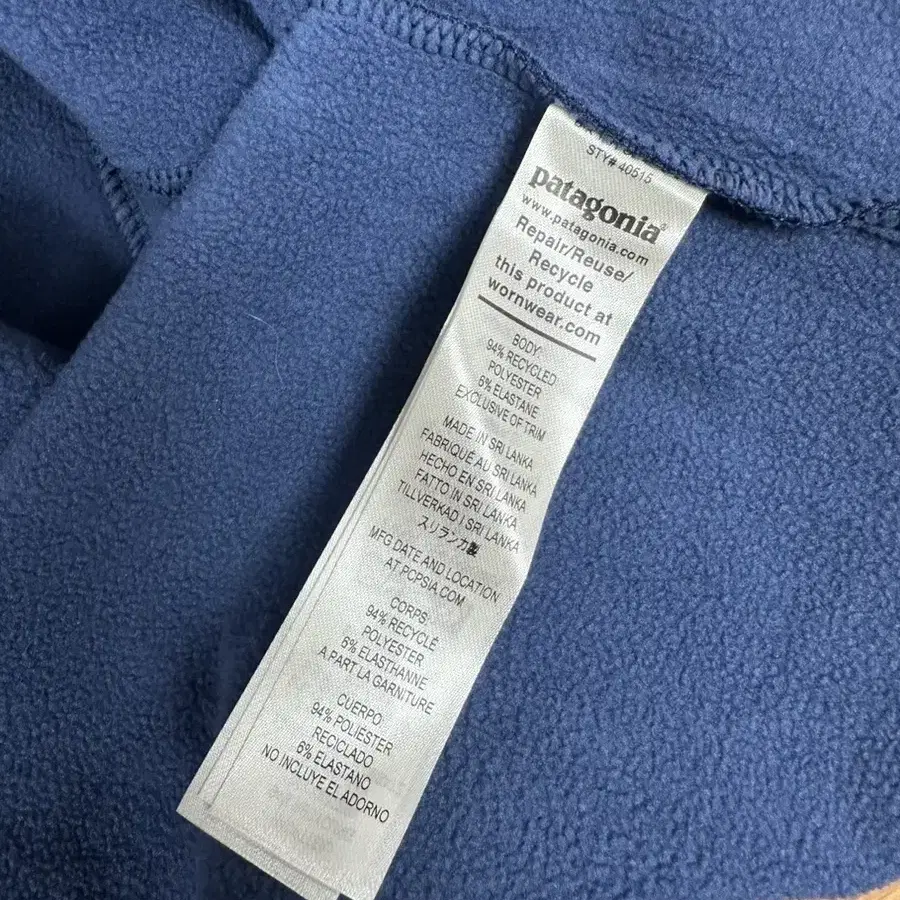 STY# 40515
patagonia®
www.patagonia.com
Repair/Reuse/
Recycle
this product at
wornwear.com
BODY:
94% RECYCLED
POLYESTER
6% ELASTANE
EXCLUSIVE OF TRIM
MADE IN SRI LANKA
FABRIQUÉ AU SRI LANKA
HECHO EN SRI LANKA
FATTO IN SRI LANKA
TILLVERKAD I SRI LANKA
スリランカ製
MFG DATE AND LOCATION
AT PCPSIA.COM
CORPS:
94% RECYCLÉ
POLYESTER
6% ELASTHANNE
A PART LA GARNITURE
CUERPO:
94% POLIESTER
RECICLADO
6% ELASTANO
NO INCLUYE EL ADORNO